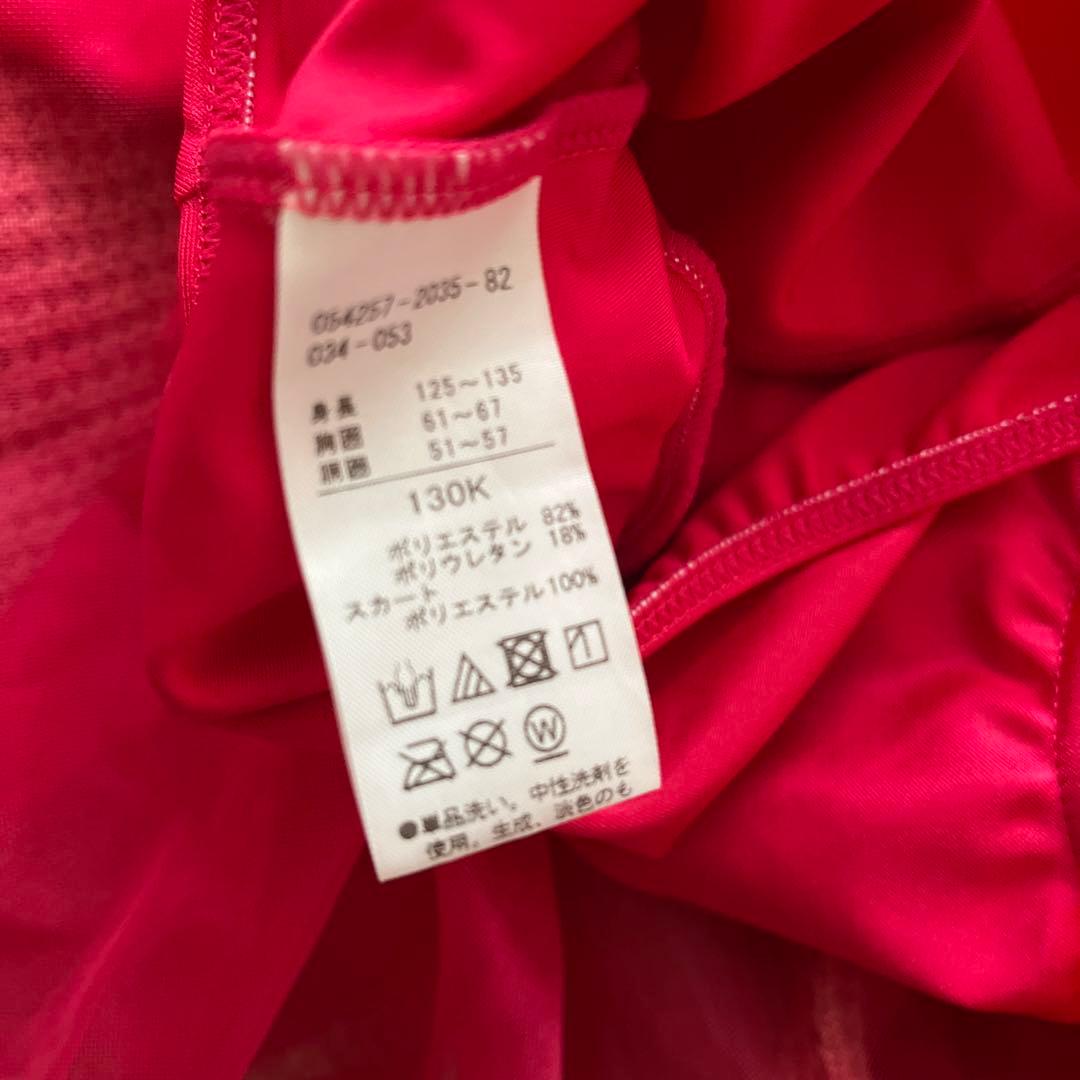 054257-2035-82
034-053
身長 125～135
胸囲 61～67
胴囲 51～57
130K
ポリエステル 82%
ポリウレタン 18%
スカート
ポリエステル100%
W
●単品洗い。中性洗剤を
使用。生成、淡色のも